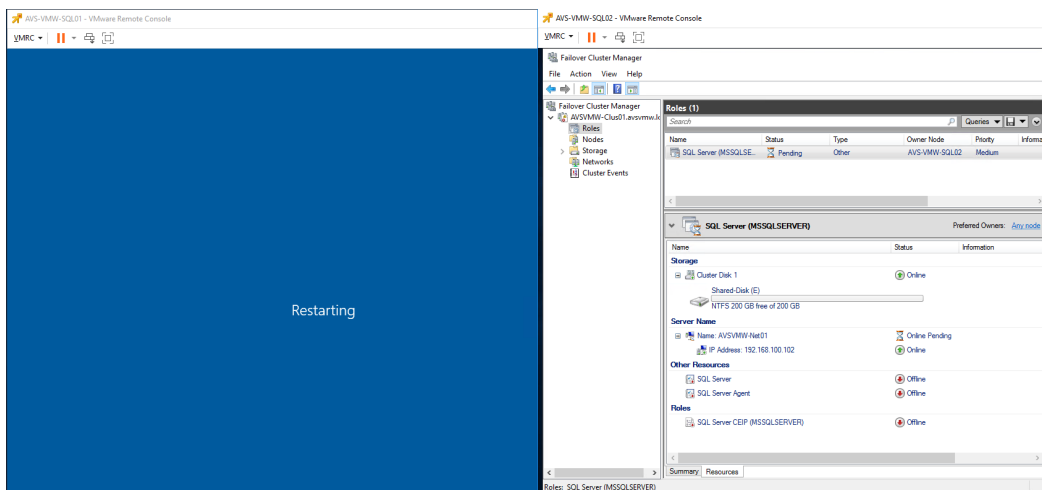 AVS-VMW-SQL01 - VMware Remote Console
VMRC
Restarting
AVS-VMW-SQL02 - VMware Remote Console
VMRC
Failover Cluster Manager
File Action View Help
Failover Cluster Manager
AVSVMW-Clus01.avsvmw.lc
Roles
Nodes
Storage
Networks
Cluster Events
Roles (1)
Search
Queries
Name Status Type Owner Node Priority Informa
SQL Server (MSSQLSE... Pending Other AVS-VMW-SQL02 Medium
SQL Server (MSSQLSERVER)
Preferred Owners: Any node
Name Status Information
Storage
Cluster Disk 1 Online
Shared-Disk (E)
NTFS 200 GB free of 200 GB
Server Name
Name: AVSVMW-Net01 Online Pending
IP Address: 192.168.100.102 Online
Other Resources
SQL Server Offline
SQL Server Agent Offline
Roles
SQL Server CEIP (MSSQLSERVER) Offline
Summary Resources
Roles: SQL Server (MSSQLSERVER)